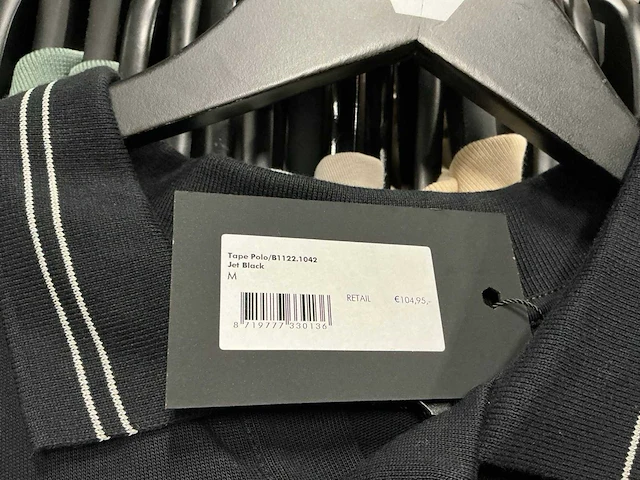 Tape Polo/B1122.1042
Jet Black
M
RETAIL €104,95,-
8 719777 330136